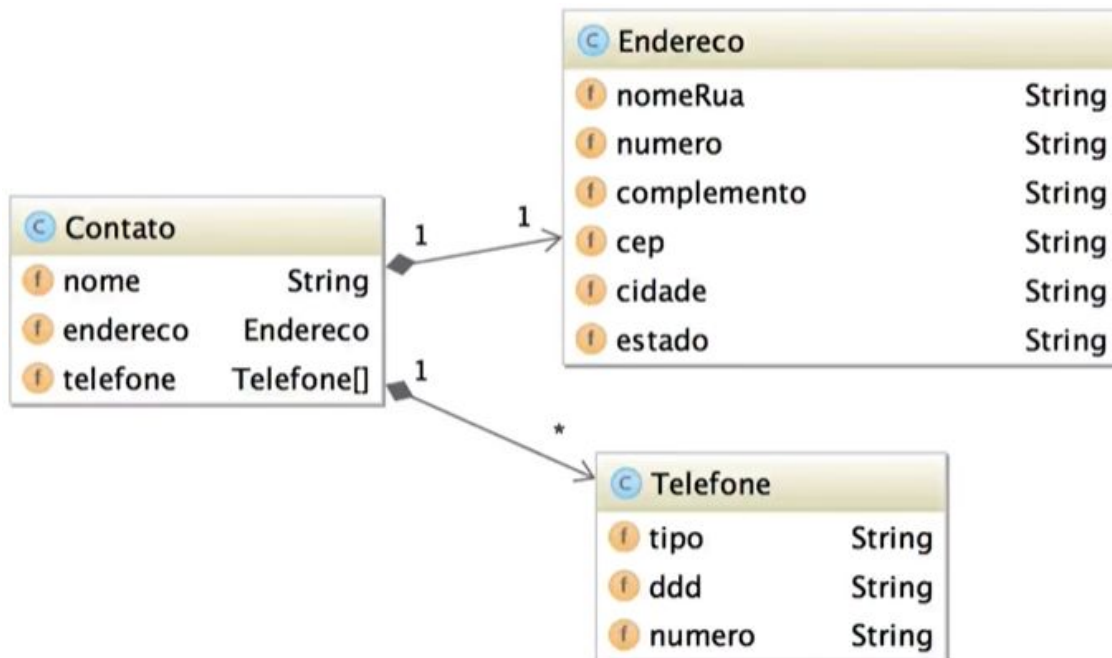 C Contato
f nome String
f endereco Endereco
f telefone Telefone[]
1
1
1
*
C Endereco
f nomeRua String
f numero String
f complemento String
f cep String
f cidade String
f estado String
C Telefone
f tipo String
f ddd String
f numero String